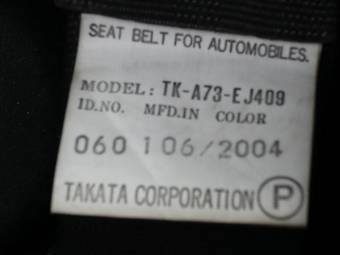 SEAT BELT FOR AUTOMOBILES.
MODEL: TK-A73-EJ409
ID.NO. MFD.IN COLOR
060 106/2004
TAKATA CORPORATION P